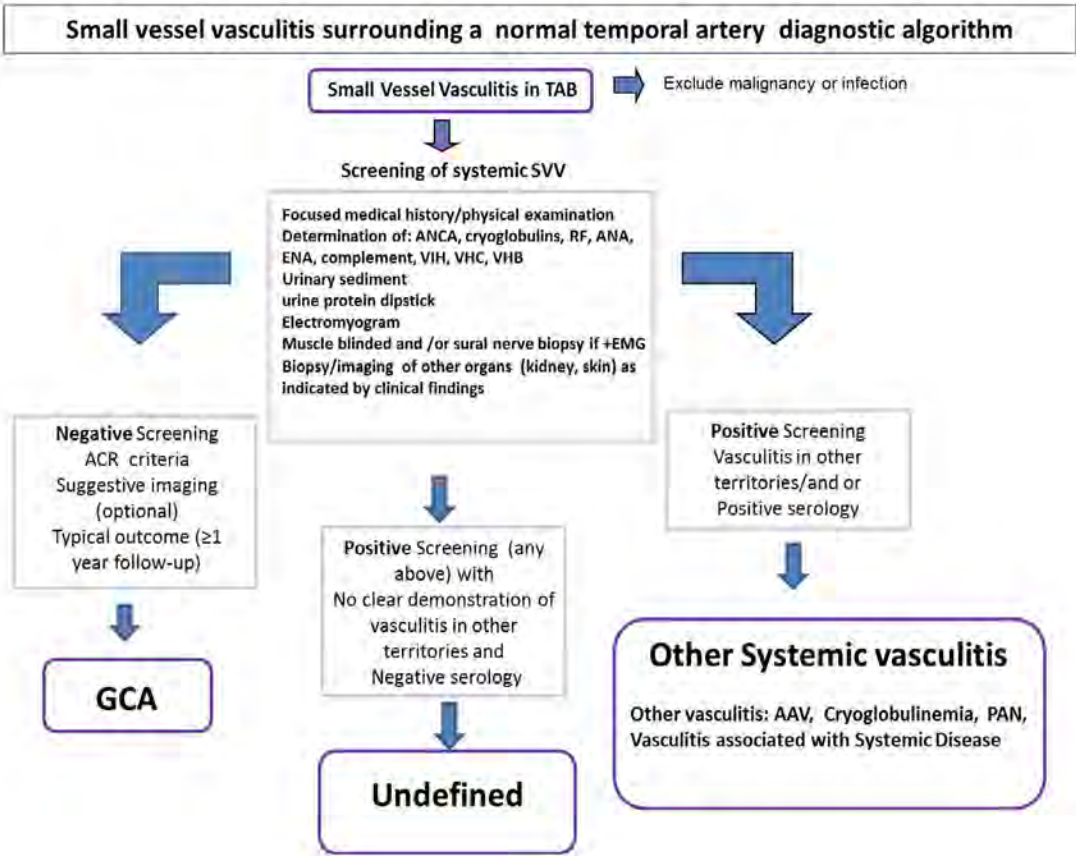 Small vessel vasculitis surrounding a normal temporal artery diagnostic algorithm
Small Vessel Vasculitis in TAB
Exclude malignancy or infection
Screening of systemic SVV
Focused medical history/physical examination
Determination of: ANCA, cryoglobulins, RF, ANA,
ENA, complement, VIH, VHC, VHB
Urinary sediment
urine protein dipstick
Electromyogram
Muscle blinded and /or sural nerve biopsy if +EMG
Biopsy/imaging of other organs (kidney, skin) as
indicated by clinical findings
Negative Screening
ACR criteria
Suggestive imaging
(optional)
Typical outcome (≥1
year follow-up)
GCA
Positive Screening (any
above) with
No clear demonstration of
vasculitis in other
territories and
Negative serology
Undefined
Positive Screening
Vasculitis in other
territories/and or
Positive serology
Other Systemic vasculitis
Other vasculitis: AAV, Cryoglobulinemia, PAN,
Vasculitis associated with Systemic Disease